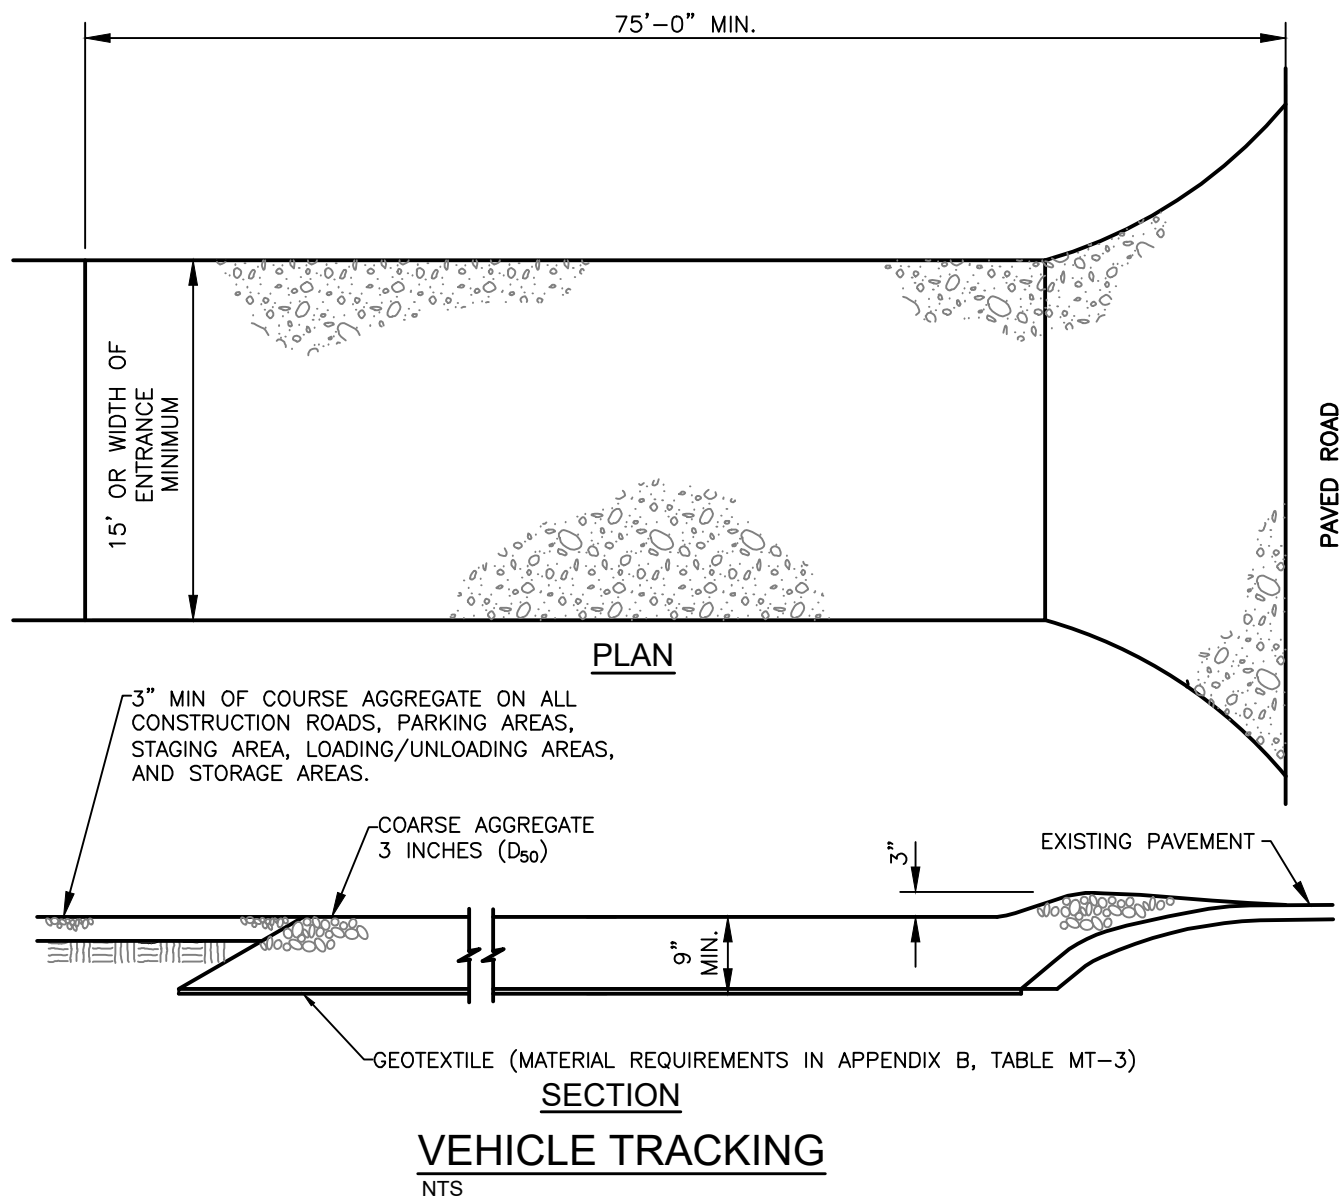 75'-0" MIN.
15' OR WIDTH OF
ENTRANCE
MINIMUM
PAVED ROAD
PLAN
3" MIN OF COURSE AGGREGATE ON ALL
CONSTRUCTION ROADS, PARKING AREAS,
STAGING AREA, LOADING/UNLOADING AREAS,
AND STORAGE AREAS.
COARSE AGGREGATE
3 INCHES (D50)
3"
EXISTING PAVEMENT
9"
MIN.
GEOTEXTILE (MATERIAL REQUIREMENTS IN APPENDIX B, TABLE MT-3)
SECTION
VEHICLE TRACKING
NTS